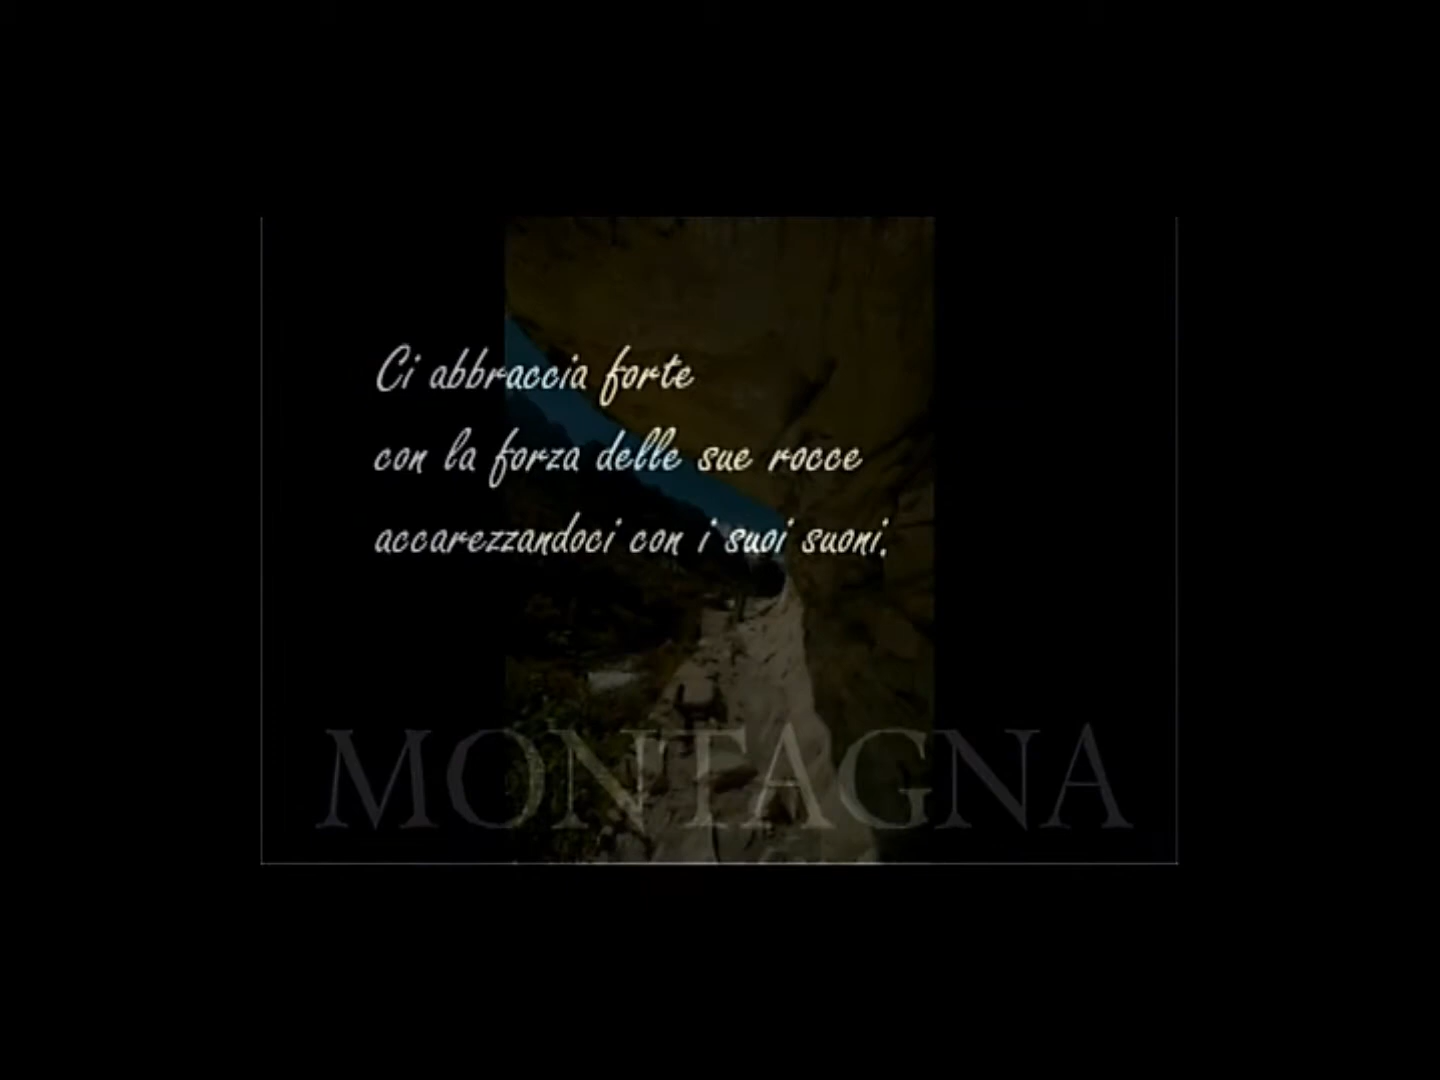 Ci abbraccia forte
con la forza delle sue rocce
accarezzandoci con i suoi suoni.
MONTAGNA